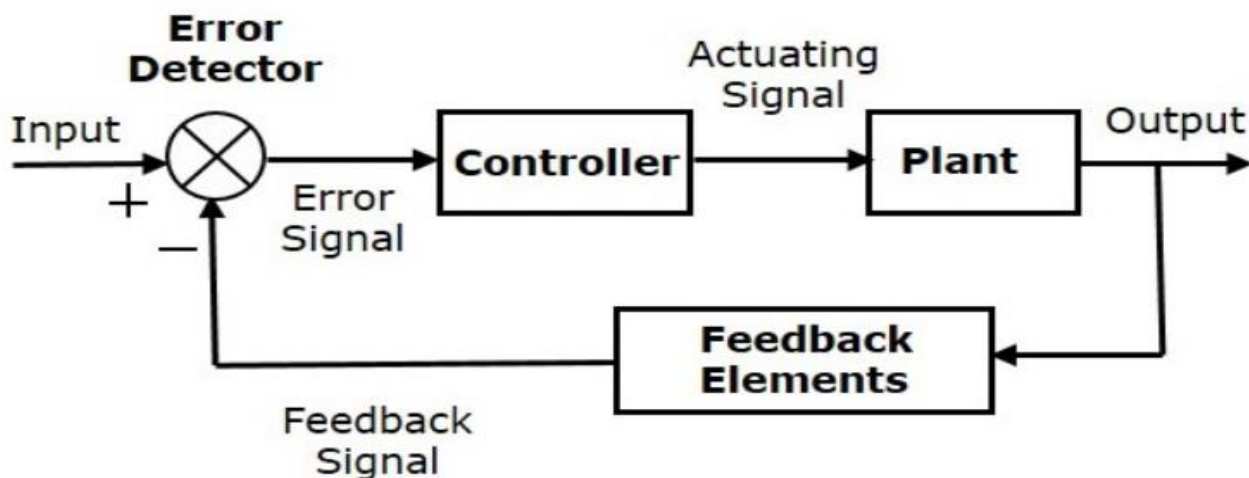 Error
Detector
Input
+
−
Error
Signal
Controller
Actuating
Signal
Plant
Output
Feedback
Elements
Feedback
Signal